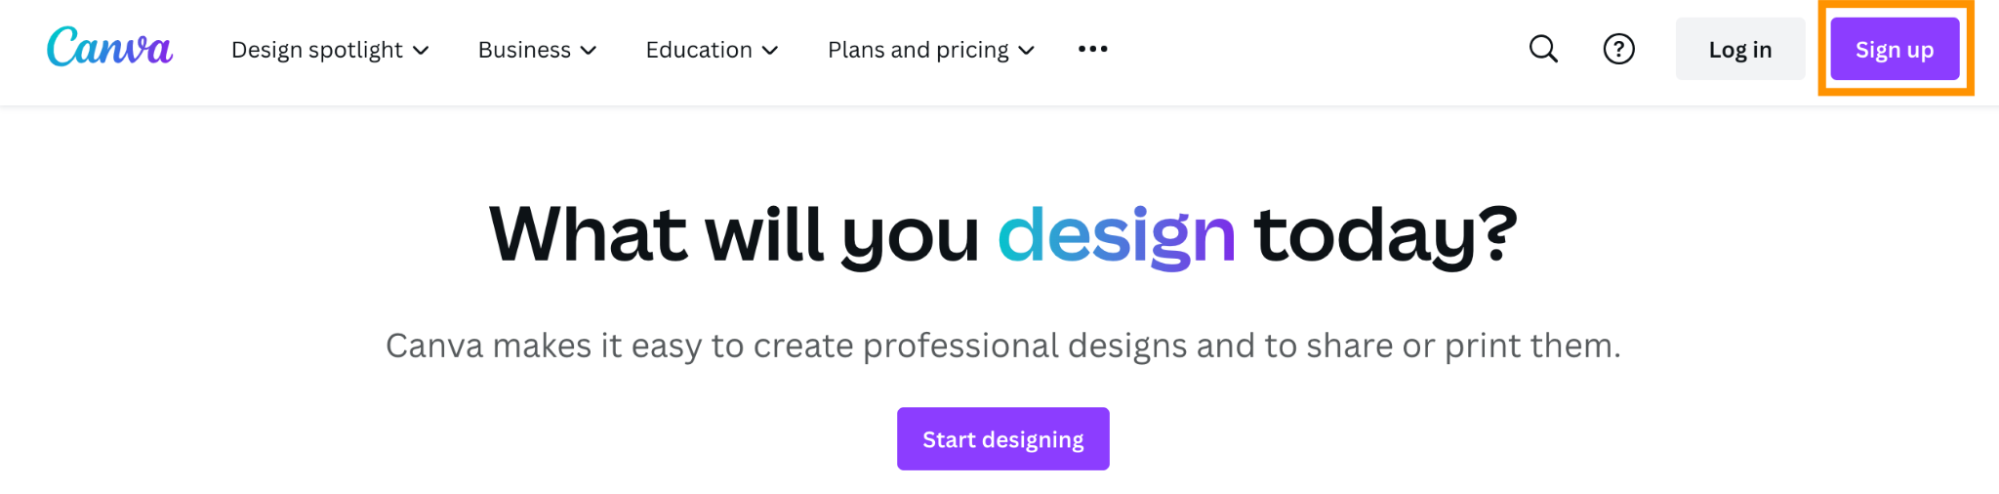 Canva Design spotlight Business Education Plans and pricing ••• ? Log in Sign up
What will you design today?
Canva makes it easy to create professional designs and to share or print them.
Start designing